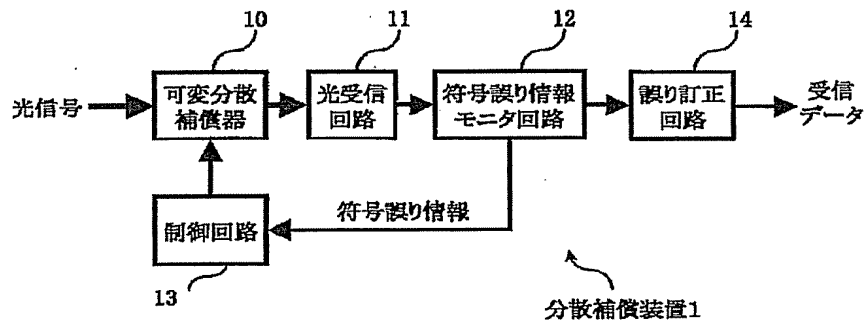 10
11
12
14
光信号
可変分散
補償器
光受信
回路
符号誤り情報
モニタ回路
誤り訂正
回路
受信
データ
制御回路
符号誤り情報
13
分散補償装置1